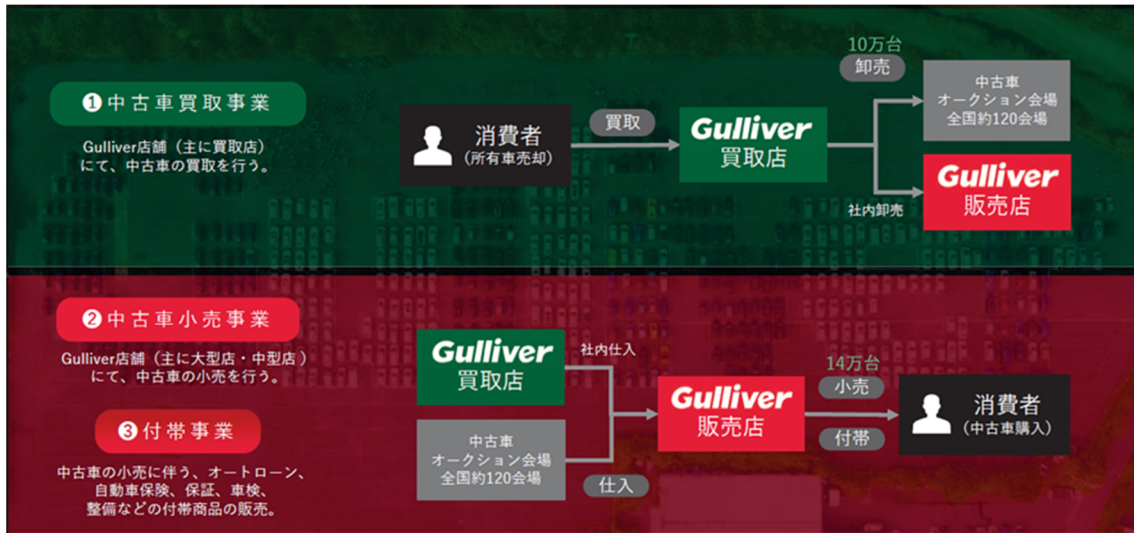 ❶中古車買取事業
Gulliver店舗（主に買取店）
にて、中古車の買取を行う。
消費者
（所有車売却）
買取
Gulliver
買取店
10万台
卸売
中古車
オークション会場
全国約120会場
社内卸売
Gulliver
販売店
❷中古車小売事業
Gulliver店舗（主に大型店・中型店）
にて、中古車の小売を行う。
❸付帯事業
中古車の小売に伴う、オートローン、
自動車保険、保証、車検、
整備などの付帯商品の販売。
Gulliver
買取店
社内仕入
中古車
オークション会場
全国約120会場
仕入
Gulliver
販売店
14万台
小売
付帯
消費者
（中古車購入）